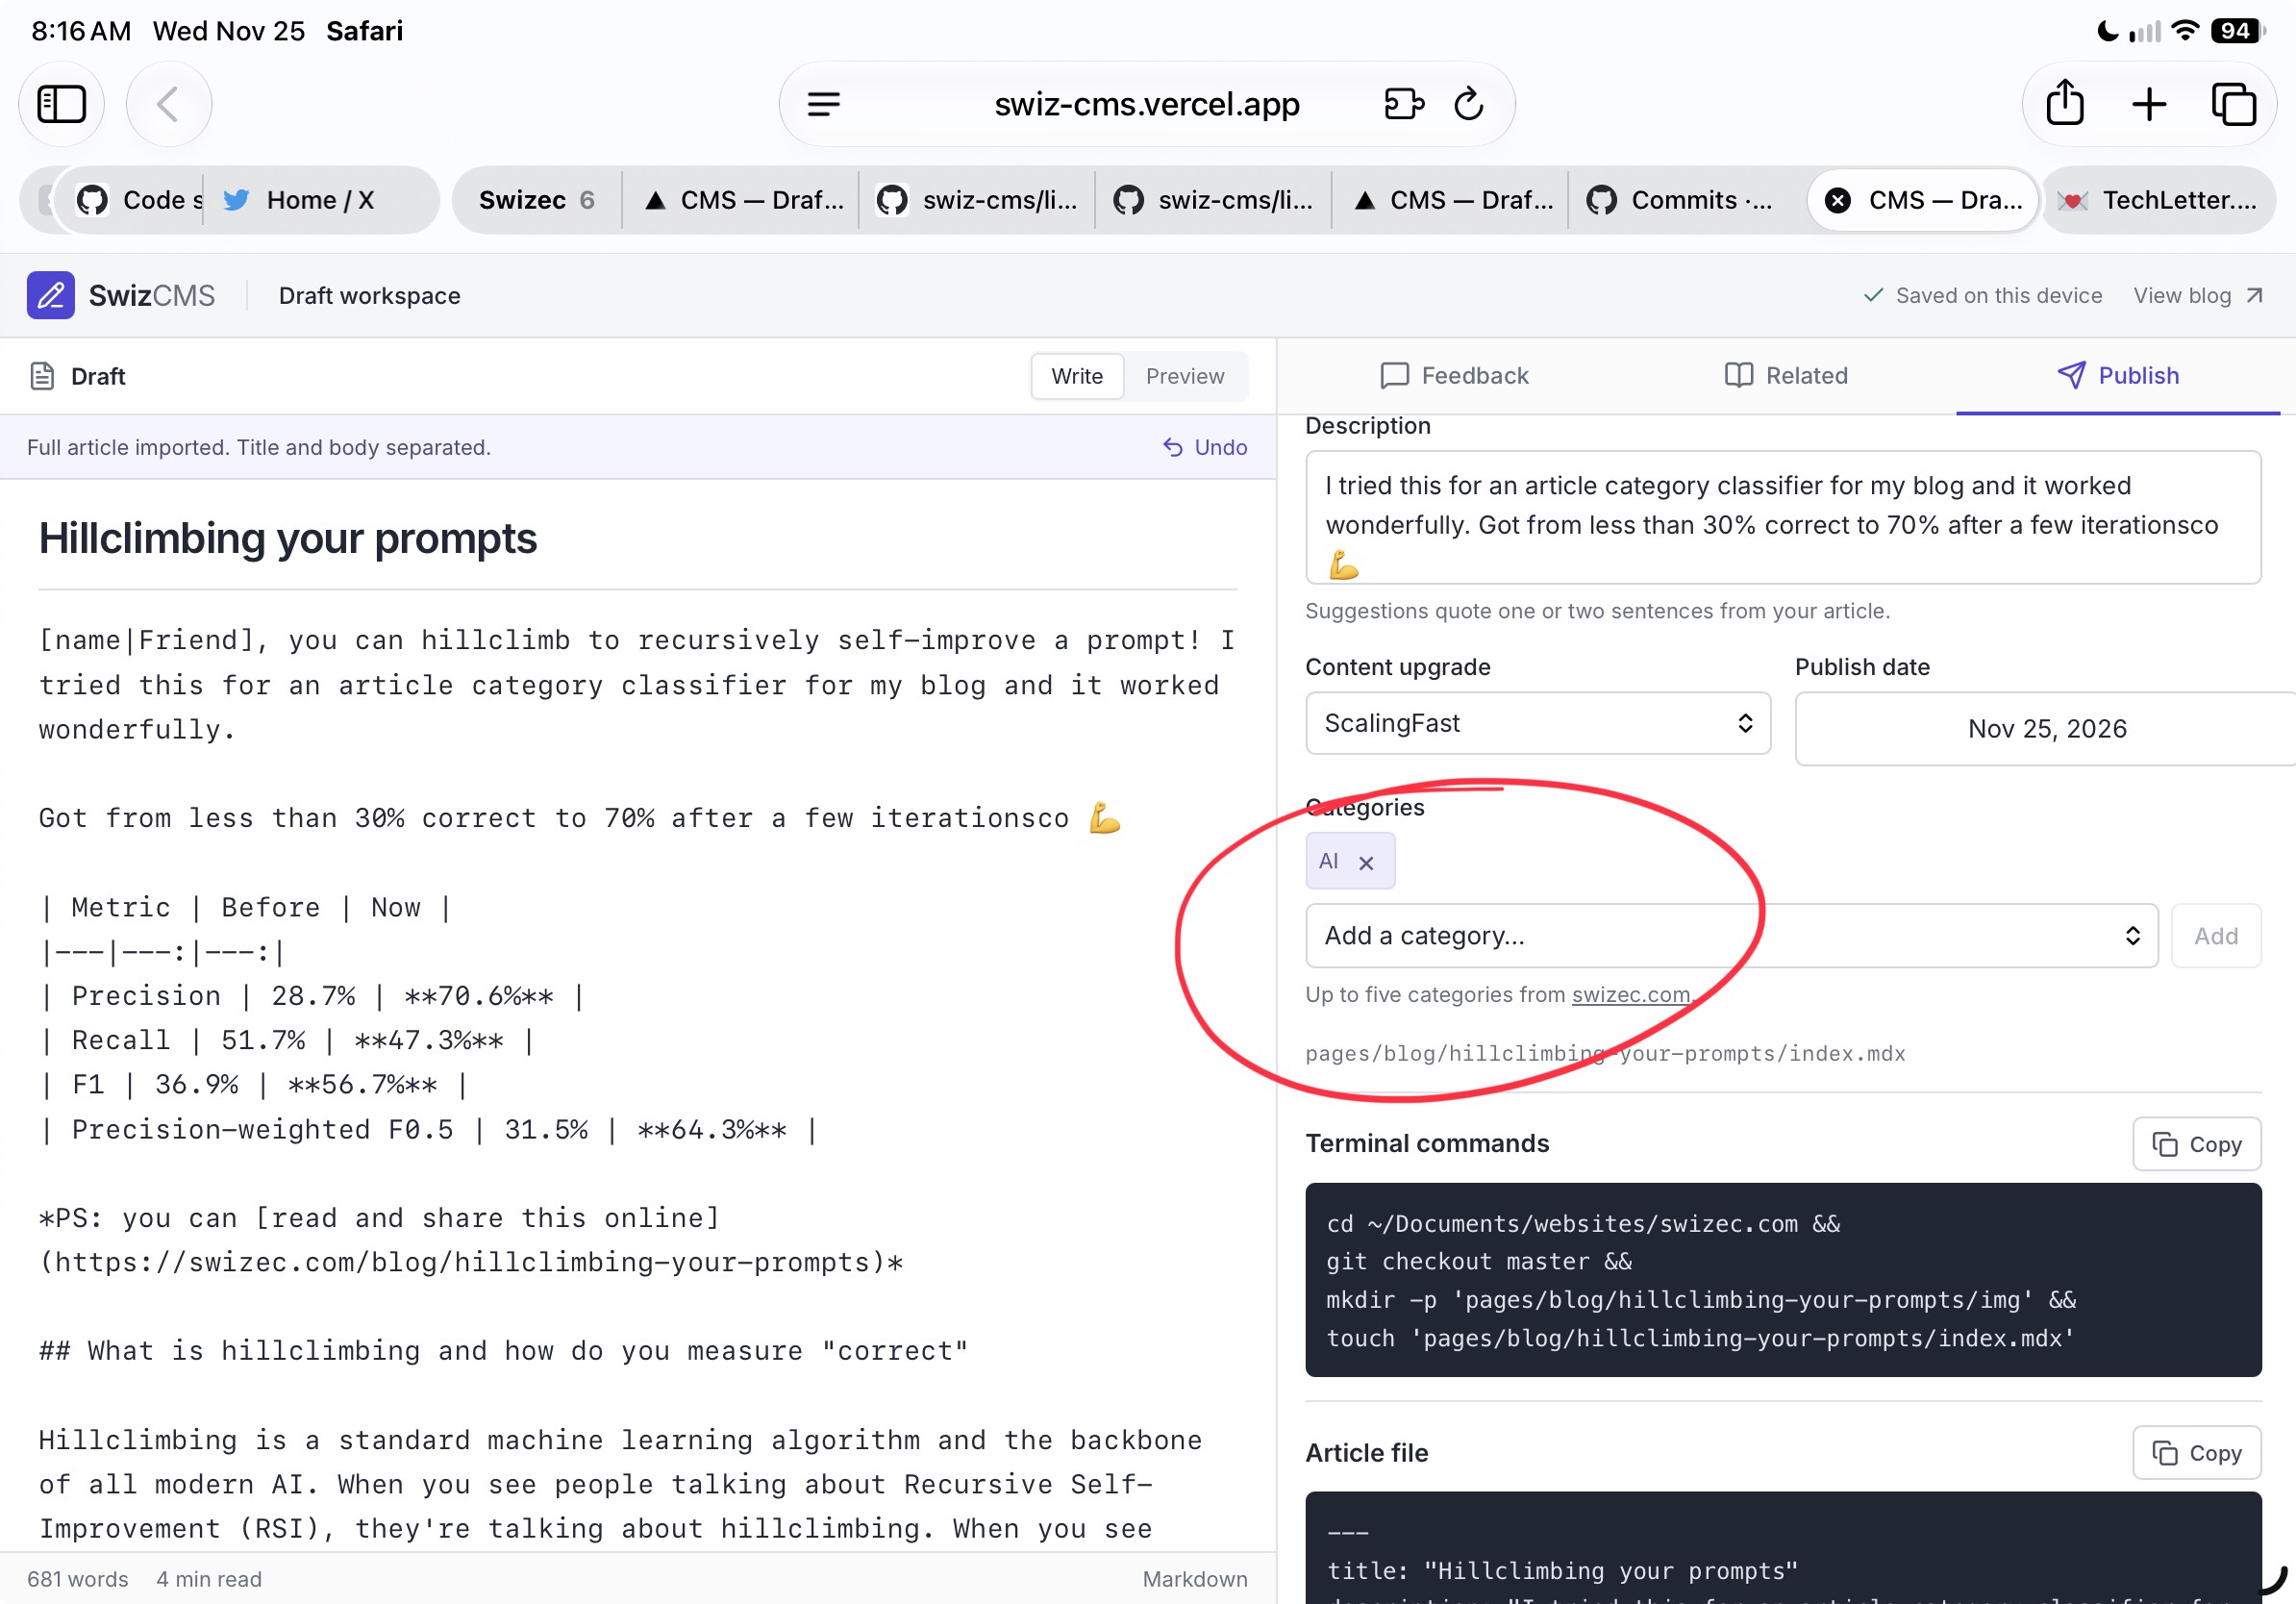 8:16 AM Wed Nov 25 Safari
94
swiz-cms.vercel.app
Code s
Home / X
Swizec 6
CMS — Draf...
swiz-cms/li...
swiz-cms/li...
CMS — Draf...
Commits ·...
CMS — Dra...
TechLetter....
SwizCMS
Draft workspace
Saved on this device
View blog
Draft
Write
Preview
Full article imported. Title and body separated.
Undo
Hillclimbing your prompts
[name|Friend], you can hillclimb to recursively self-improve a prompt! I
tried this for an article category classifier for my blog and it worked
wonderfully.
Got from less than 30% correct to 70% after a few iterationsco 💪
| Metric | Before | Now |
|---|---:|---:|
| Precision | 28.7% | **70.6%** |
| Recall | 51.7% | **47.3%** |
| F1 | 36.9% | **56.7%** |
| Precision-weighted F0.5 | 31.5% | **64.3%** |
*PS: you can [read and share this online]
(https://swizec.com/blog/hillclimbing-your-prompts)*
## What is hillclimbing and how do you measure "correct"
Hillclimbing is a standard machine learning algorithm and the backbone
of all modern AI. When you see people talking about Recursive Self-
Improvement (RSI), they're talking about hillclimbing. When you see
681 words
4 min read
Markdown
Feedback
Related
Publish
Description
I tried this for an article category classifier for my blog and it worked
wonderfully. Got from less than 30% correct to 70% after a few iterationsco
💪
Suggestions quote one or two sentences from your article.
Content upgrade
Publish date
ScalingFast
Nov 25, 2026
Categories
AI ×
Add a category...
Add
Up to five categories from swizec.com.
pages/blog/hillclimbing-your-prompts/index.mdx
Terminal commands
Copy
cd ~/Documents/websites/swizec.com &&
git checkout master &&
mkdir -p 'pages/blog/hillclimbing-your-prompts/img' &&
touch 'pages/blog/hillclimbing-your-prompts/index.mdx'
Article file
Copy
---
title: "Hillclimbing your prompts"